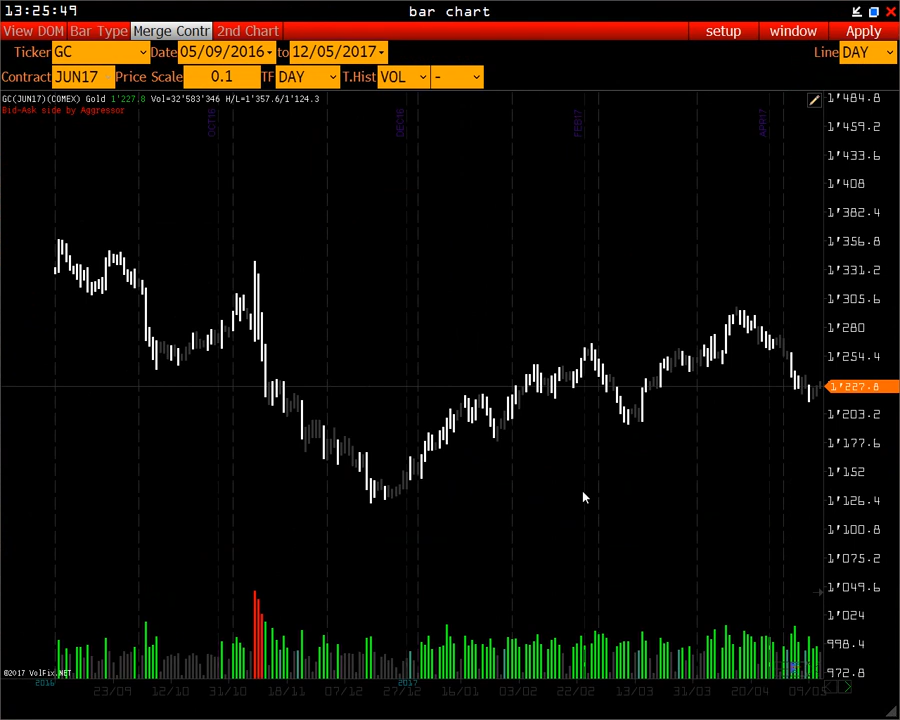 13:25:49 bar chart
View DOM Bar Type Merge Contr 2nd Chart setup window Apply
Ticker GC Date 05/09/2016 to 12/05/2017 Line DAY
Contract JUN17 Price Scale 0.1 TF DAY T.Hist VOL -
GC(JUN17)(COMEX) Gold 1'227.8 Vol=32'583'346 H/L=1'357.6/1'124.3
Bid-Ask side by Aggressor
OCT16
DEC16
FEB17
APR17
1'484.8
1'459.2
1'433.6
1'408
1'382.4
1'356.8
1'331.2
1'305.6
1'280
1'254.4
1'227.8
1'203.2
1'177.6
1'152
1'126.4
1'100.8
1'075.2
1'049.6
1'024
998.4
972.8
©2017 VolFix.NET
2016 2017
23/09 12/10 31/10 18/11 07/12 27/12 16/01 03/02 22/02 13/03 31/03 20/04 09/05